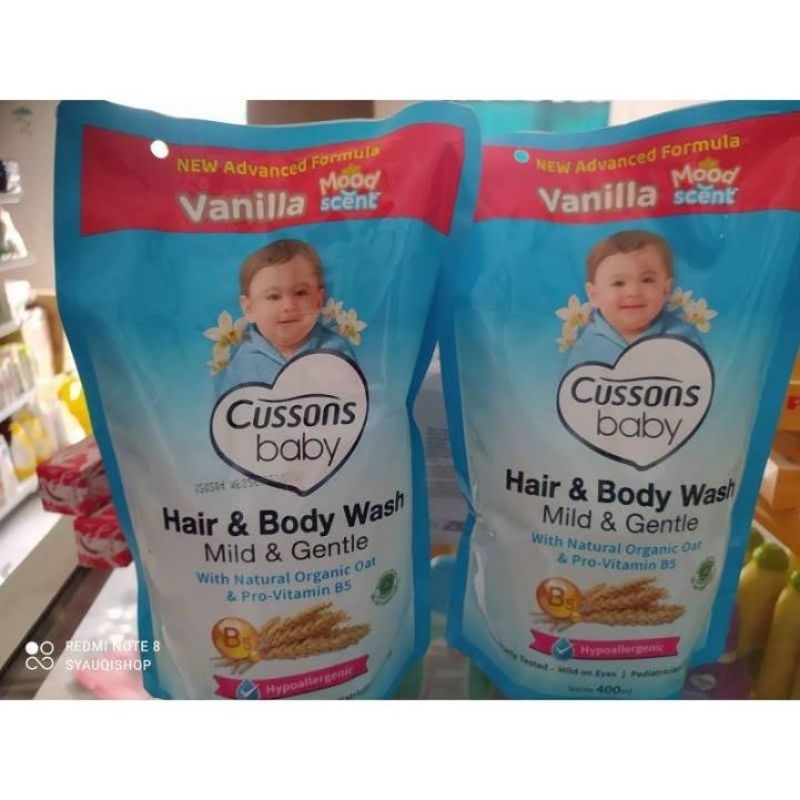 NEW Advanced Formula
Vanilla Mood scent
Cussons
baby
Hair & Body Wash
Mild & Gentle
With Natural Organic Oat
& Pro-Vitamin B5
B5
Hypoallergenic
NEW Advanced Formula
Vanilla Mood scent
Cussons
baby
Hair & Body Wash
Mild & Gentle
With Natural Organic Oat
& Pro-Vitamin B5
B5
Hypoallergenic
Tested – Mild on Eyes | Pediatrician
400ml
REDMI NOTE 8
SYAUQISHOP